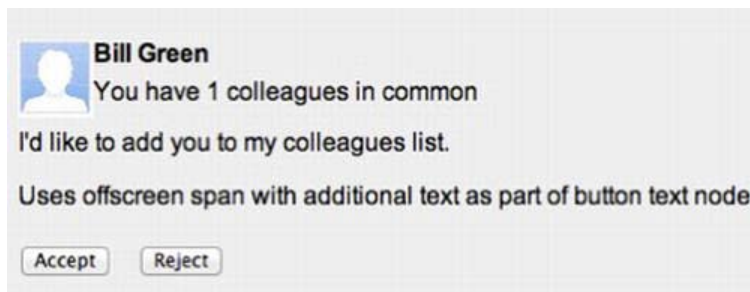 Bill Green
You have 1 colleagues in common
I'd like to add you to my colleagues list.
Uses offscreen span with additional text as part of button text node
Accept Reject